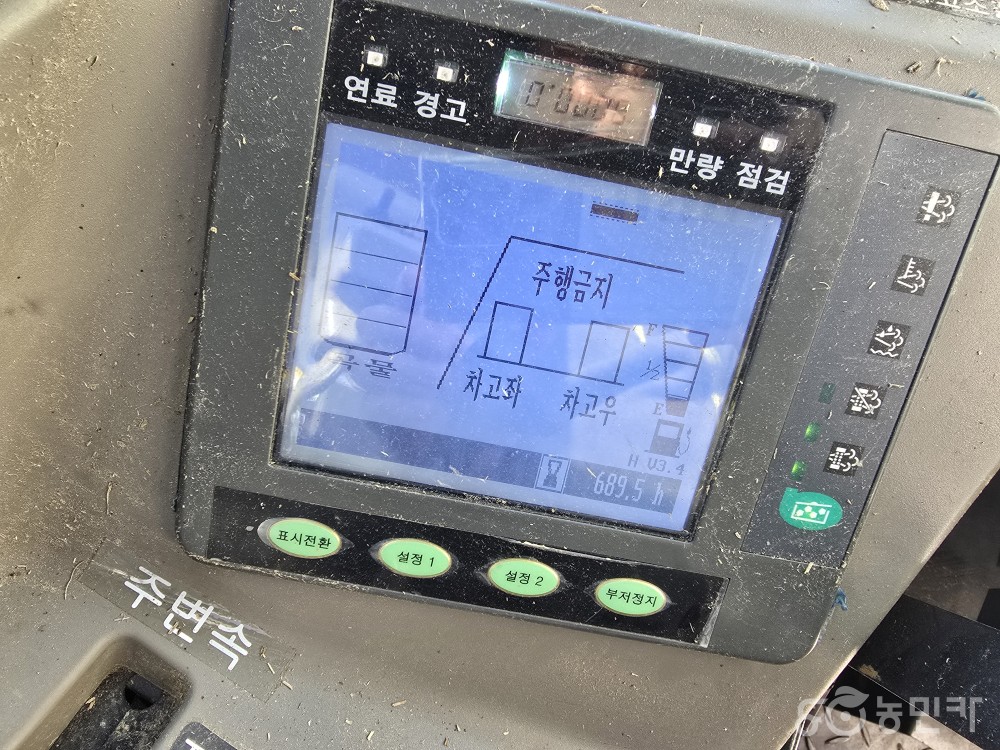 연료 경고
만량 점검
주행금지
곡물
차고좌
차고우
F
1/2
E
H V3.4
689.5 h
표시전환
설정 1
설정 2
부저정지
주변속
농민카